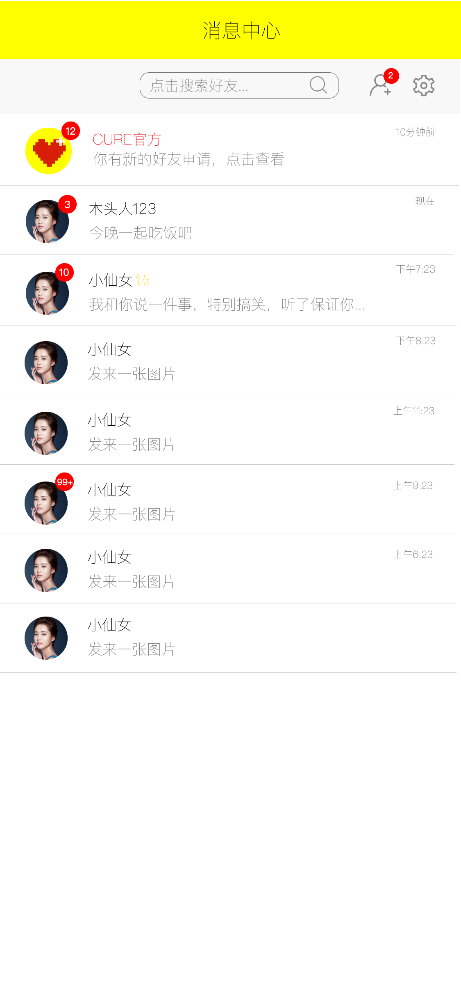 消息中心
点击搜索好友...
2
12
CURE官方
10分钟前
你有新的好友申请，点击查看
3
木头人123
现在
今晚一起吃饭吧
10
小仙女 V3
下午7:23
我和你说一件事，特别搞笑，听了保证你...
小仙女
下午8:23
发来一张图片
小仙女
上午11:23
发来一张图片
99+
小仙女
上午9:23
发来一张图片
小仙女
上午6:23
发来一张图片
小仙女
发来一张图片